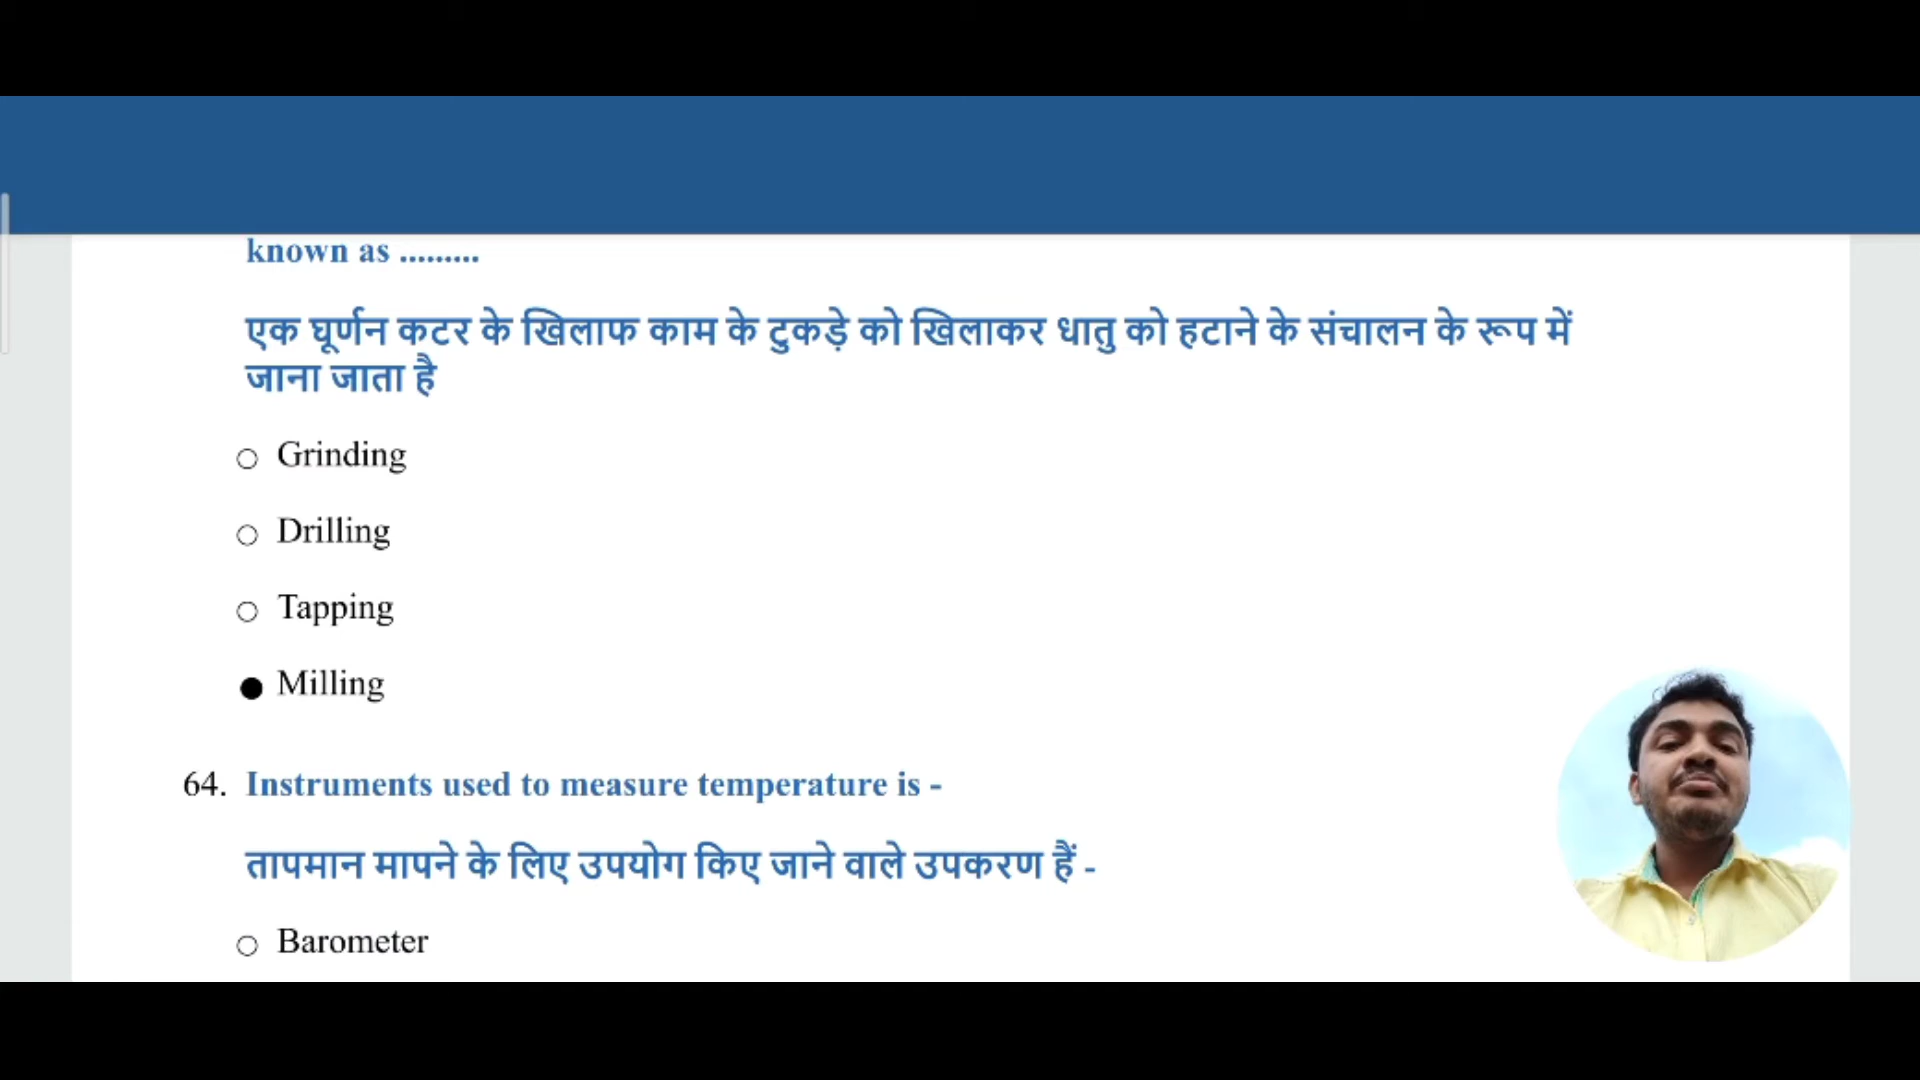 known as .........
एक घूर्णन कटर के खिलाफ काम के टुकड़े को खिलाकर धातु को हटाने के संचालन के रूप में
जाना जाता है
Grinding
Drilling
Tapping
Milling
64. Instruments used to measure temperature is -
तापमान मापने के लिए उपयोग किए जाने वाले उपकरण हैं -
Barometer